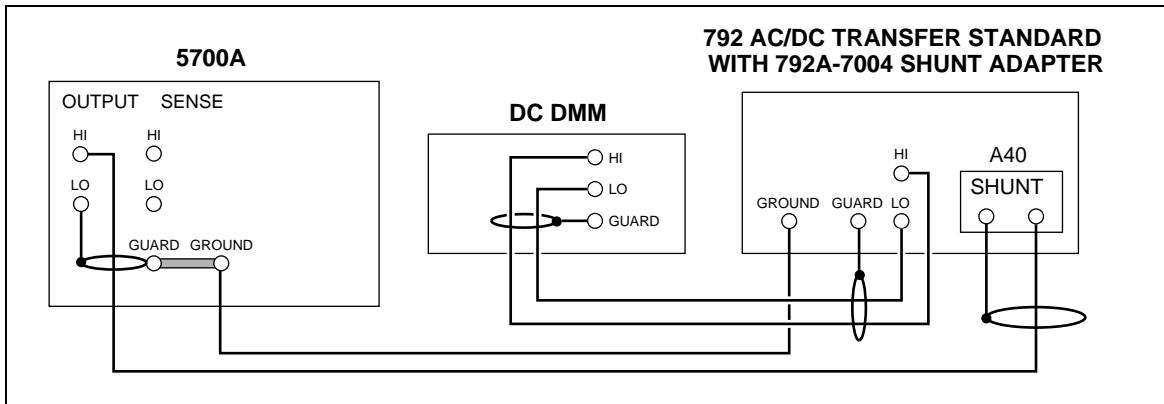 5700A
OUTPUT SENSE
HI HI
LO LO
GUARD GROUND
DC DMM
HI
LO
GUARD
792 AC/DC TRANSFER STANDARD
WITH 792A-7004 SHUNT ADAPTER
HI
GROUND GUARD LO
A40
SHUNT